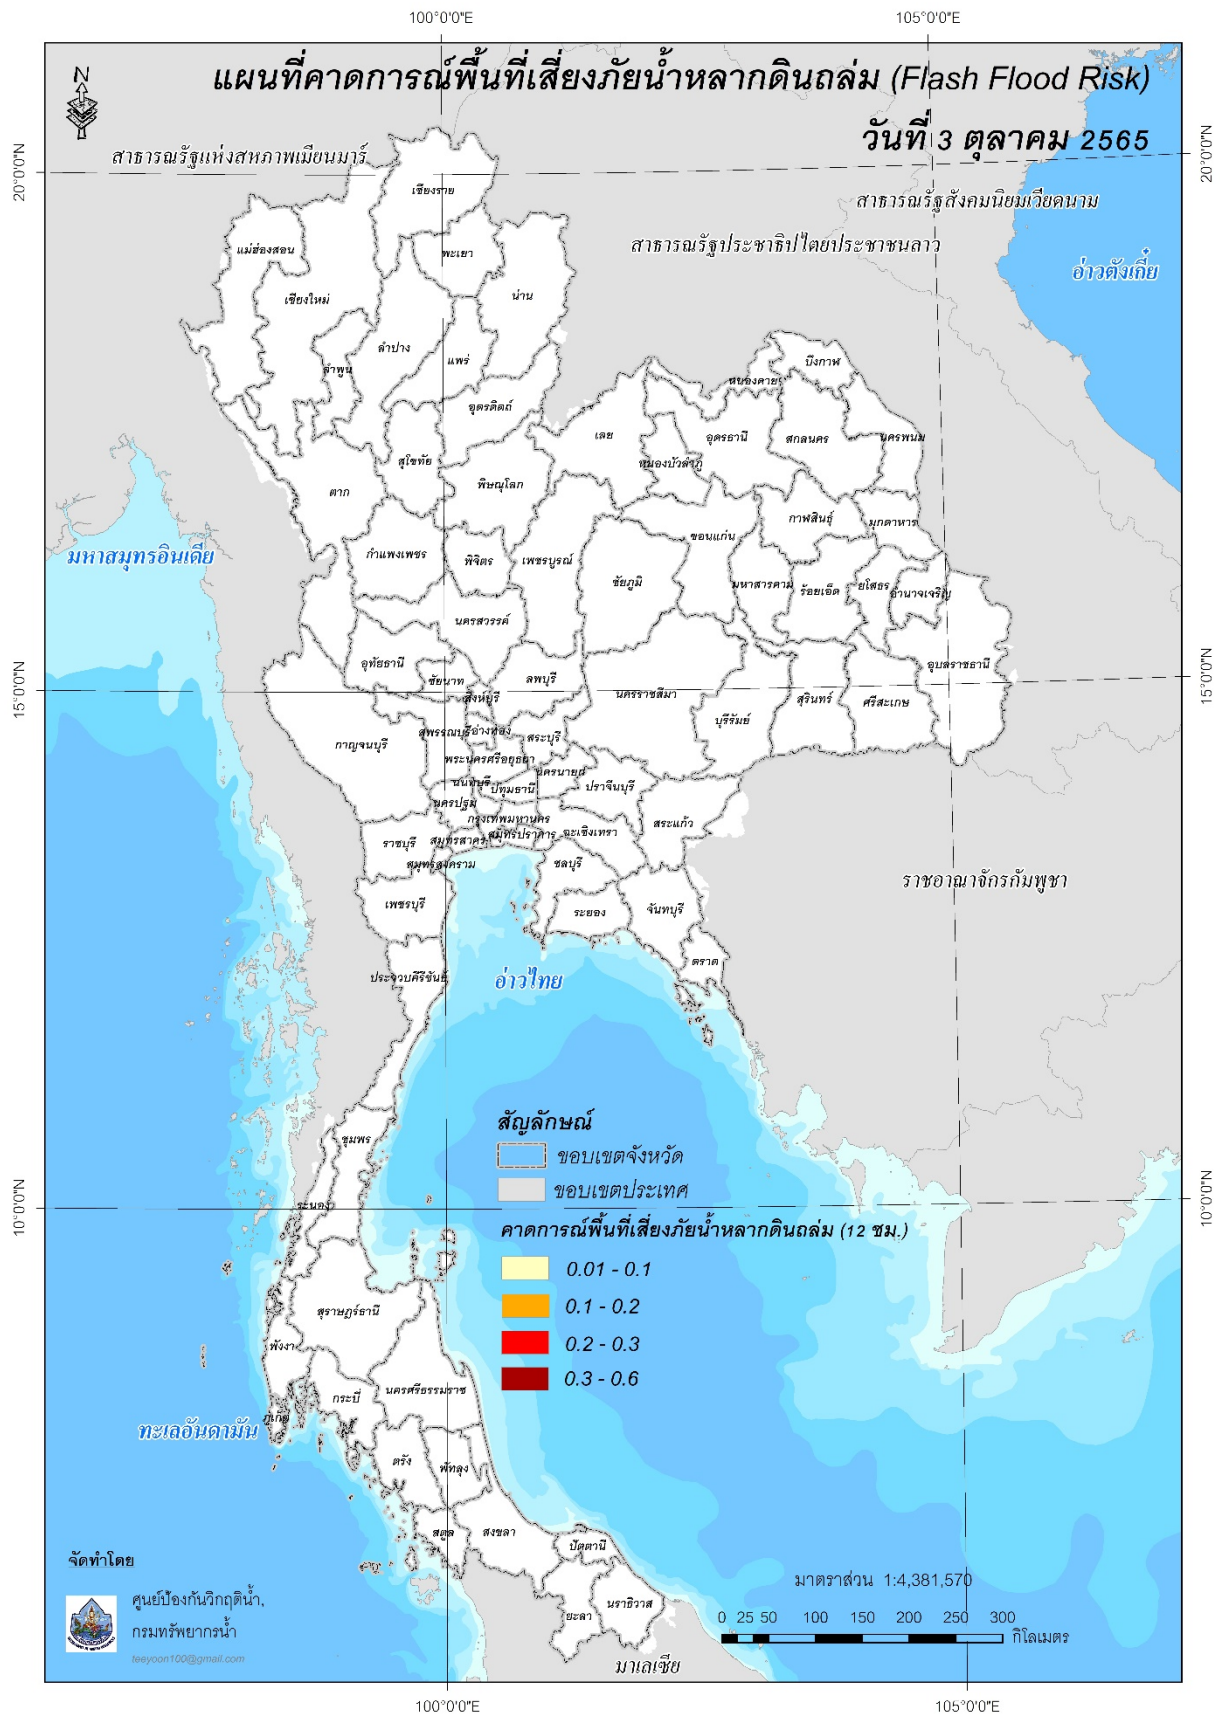 100°0'0"E 105°0'0"E
แผนที่คาดการณ์พื้นที่เสี่ยงภัยน้ำหลากดินถล่ม (Flash Flood Risk)
วันที่ 3 ตุลาคม 2565
N
20°0'0"N 20°0'0"N
สาธารณรัฐแห่งสหภาพเมียนมาร์
สาธารณรัฐสังคมนิยมเวียดนาม
สาธารณรัฐประชาธิปไตยประชาชนลาว
อ่าวตังเกี๋ย
เชียงราย
แม่ฮ่องสอน
พะเยา
น่าน
เชียงใหม่
ลำปาง
แพร่
ลำพูน
บึงกาฬ
หนองคาย
อุตรดิตถ์
เลย
อุดรธานี
สกลนคร
นครพนม
สุโขทัย
หนองบัวลำภู
ตาก
พิษณุโลก
กาฬสินธุ์
มุกดาหาร
ขอนแก่น
มหาสมุทรอินเดีย
กำแพงเพชร
พิจิตร
เพชรบูรณ์
ชัยภูมิ
มหาสารคาม
ร้อยเอ็ด
ยโสธร
อำนาจเจริญ
นครสวรรค์
อุทัยธานี
ชัยนาท
ลพบุรี
อุบลราชธานี
15°0'0"N 15°0'0"N
สิงห์บุรี
นครราชสีมา
สุรินทร์
ศรีสะเกษ
บุรีรัมย์
กาญจนบุรี
สุพรรณบุรี
อ่างทอง
สระบุรี
พระนครศรีอยุธยา
นครนายก
นนทบุรี
ปทุมธานี
ปราจีนบุรี
นครปฐม
กรุงเทพมหานคร
สระแก้ว
สมุทรปราการ
ฉะเชิงเทรา
ราชบุรี
สมุทรสาคร
สมุทรสงคราม
ชลบุรี
ราชอาณาจักรกัมพูชา
เพชรบุรี
ระยอง
จันทบุรี
ตราด
ประจวบคีรีขันธ์
อ่าวไทย
ชุมพร
สัญลักษณ์
ขอบเขตจังหวัด
ขอบเขตประเทศ
ระนอง
10°0'0"N 10°0'0"N
คาดการณ์พื้นที่เสี่ยงภัยน้ำหลากดินถล่ม (12 ชม.)
0.01 - 0.1
0.1 - 0.2
0.2 - 0.3
0.3 - 0.6
สุราษฎร์ธานี
พังงา
กระบี่
นครศรีธรรมราช
ภูเก็ต
ทะเลอันดามัน
ตรัง
พัทลุง
สตูล
สงขลา
ปัตตานี
ยะลา
นราธิวาส
มาเลเซีย
จัดทำโดย
ศูนย์ป้องกันวิกฤติน้ำ,
กรมทรัพยากรน้ำ
teeyoon100@gmail.com
มาตราส่วน 1:4,381,570
0 25 50 100 150 200 250 300
กิโลเมตร
100°0'0"E 105°0'0"E